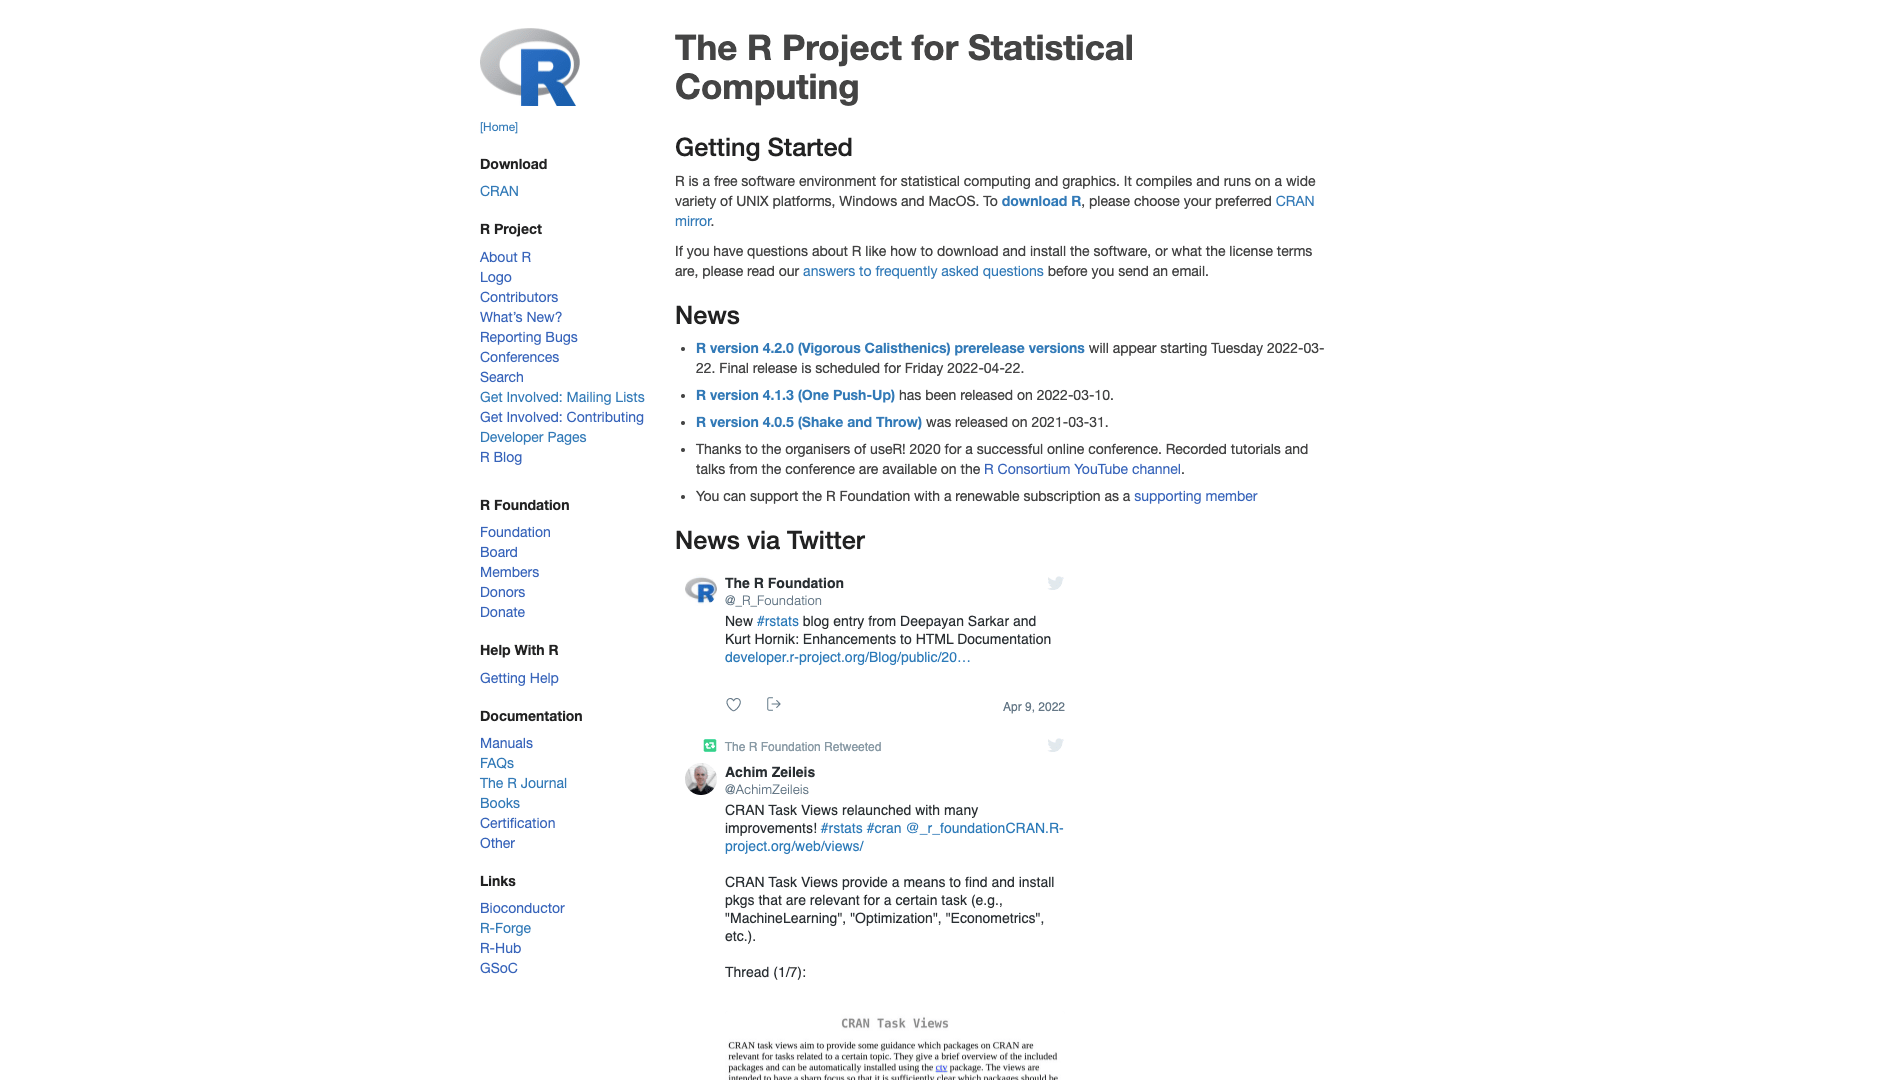 R
[Home]
Download
CRAN
R Project
About R
Logo
Contributors
What's New?
Reporting Bugs
Conferences
Search
Get Involved: Mailing Lists
Get Involved: Contributing
Developer Pages
R Blog
R Foundation
Foundation
Board
Members
Donors
Donate
Help With R
Getting Help
Documentation
Manuals
FAQs
The R Journal
Books
Certification
Other
Links
Bioconductor
R-Forge
R-Hub
GSoC
The R Project for Statistical
Computing
Getting Started
R is a free software environment for statistical computing and graphics. It compiles and runs on a wide
variety of UNIX platforms, Windows and MacOS. To download R, please choose your preferred CRAN
mirror.
If you have questions about R like how to download and install the software, or what the license terms
are, please read our answers to frequently asked questions before you send an email.
News
• R version 4.2.0 (Vigorous Calisthenics) prerelease versions will appear starting Tuesday 2022-03-
22. Final release is scheduled for Friday 2022-04-22.
• R version 4.1.3 (One Push-Up) has been released on 2022-03-10.
• R version 4.0.5 (Shake and Throw) was released on 2021-03-31.
• Thanks to the organisers of useR! 2020 for a successful online conference. Recorded tutorials and
talks from the conference are available on the R Consortium YouTube channel.
• You can support the R Foundation with a renewable subscription as a supporting member
News via Twitter
R
The R Foundation
@_R_Foundation
New #rstats blog entry from Deepayan Sarkar and
Kurt Hornik: Enhancements to HTML Documentation
developer.r-project.org/Blog/public/20…
Apr 9, 2022
The R Foundation Retweeted
Achim Zeileis
@AchimZeileis
CRAN Task Views relaunched with many
improvements! #rstats #cran @_r_foundationCRAN.R-
project.org/web/views/
CRAN Task Views provide a means to find and install
pkgs that are relevant for a certain task (e.g.,
"MachineLearning", "Optimization", "Econometrics",
etc.).
Thread (1/7):
CRAN Task Views
CRAN task views aim to provide some guidance which packages on CRAN are
relevant for tasks related to a certain topic. They give a brief overview of the included
packages and can be automatically installed using the ctv package. The views are
intended to have a sharp focus so that it is sufficiently clear which packages should be